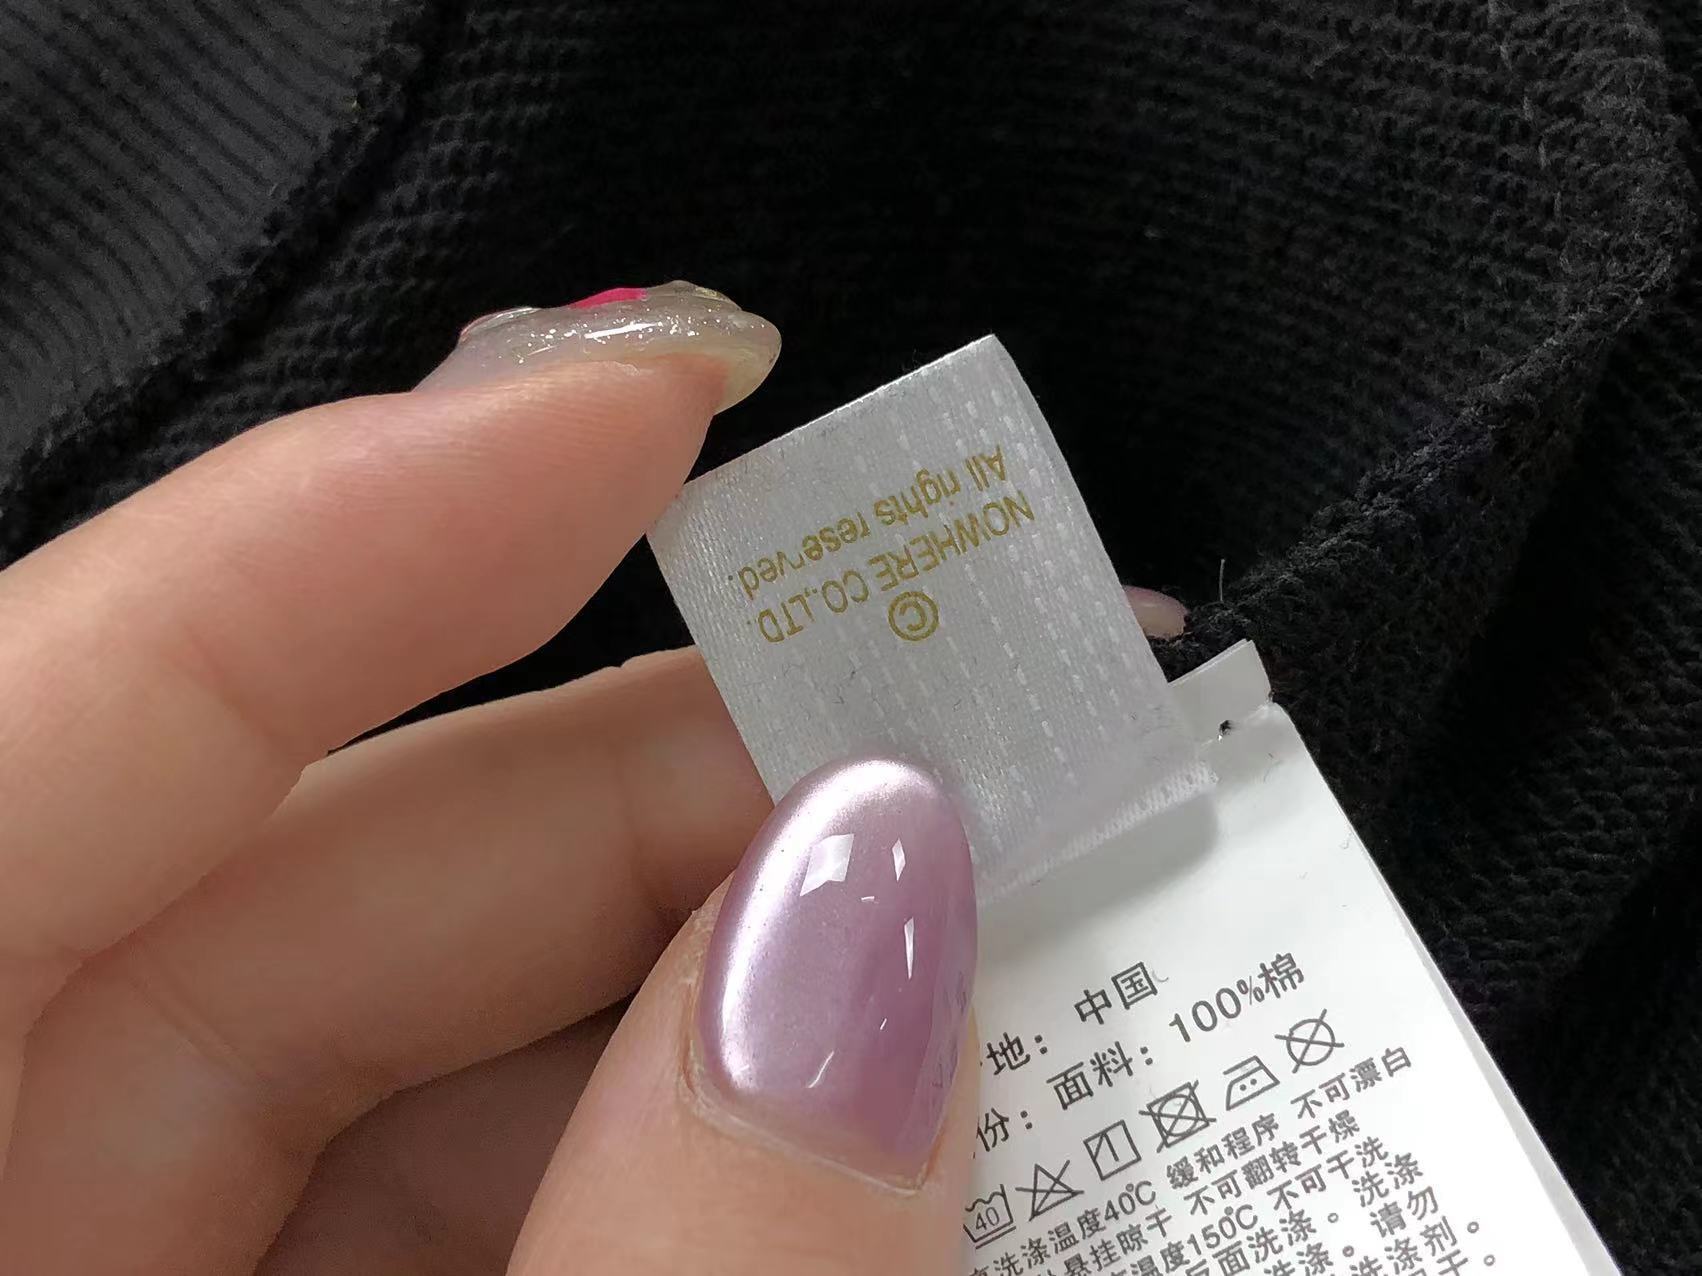 ©
NOWHERE CO.,LTD.
All rights reserved.
地：中国
份：面料：100%棉
40
洗涤温度40℃ 缓和程序 不可漂白
悬挂晾干 不可翻转干燥
温度150℃ 不可干洗
反面洗涤。洗涤
洗涤。请勿
洗涤剂。
干。